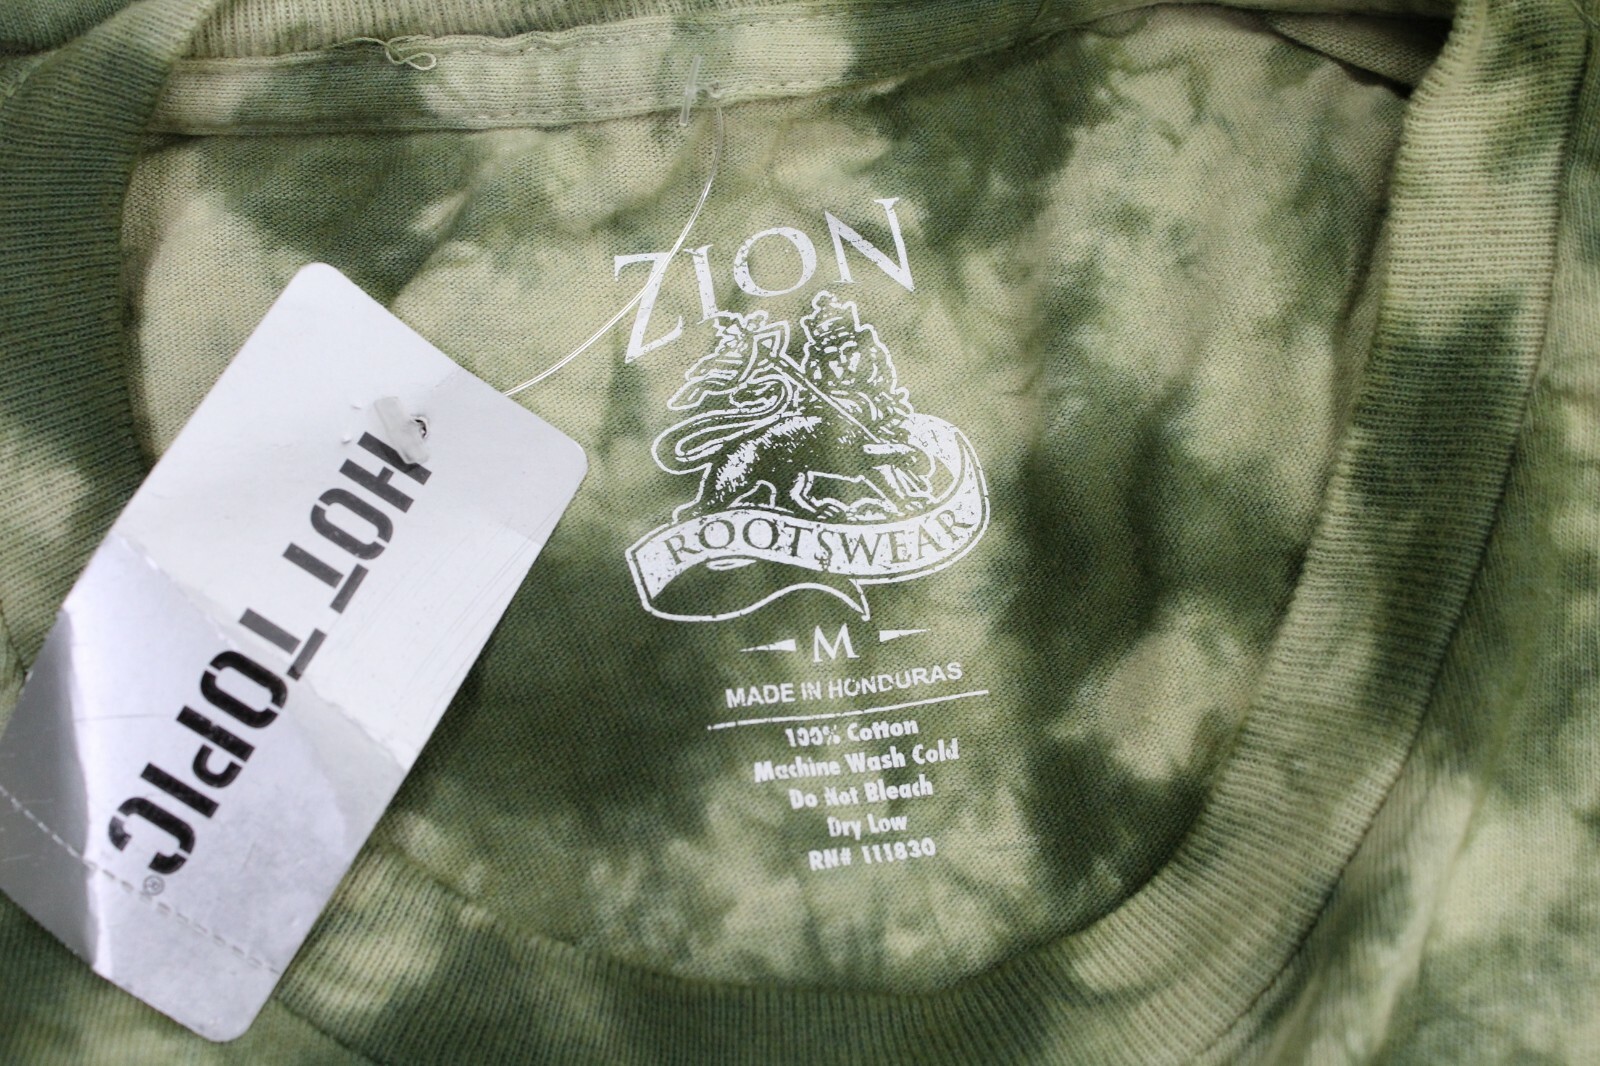 ZION
ROOTSWEAR
M
MADE IN HONDURAS
100% Cotton
Machine Wash Cold
Do Not Bleach
Dry Low
RN# 111830
HOT TOPIC®